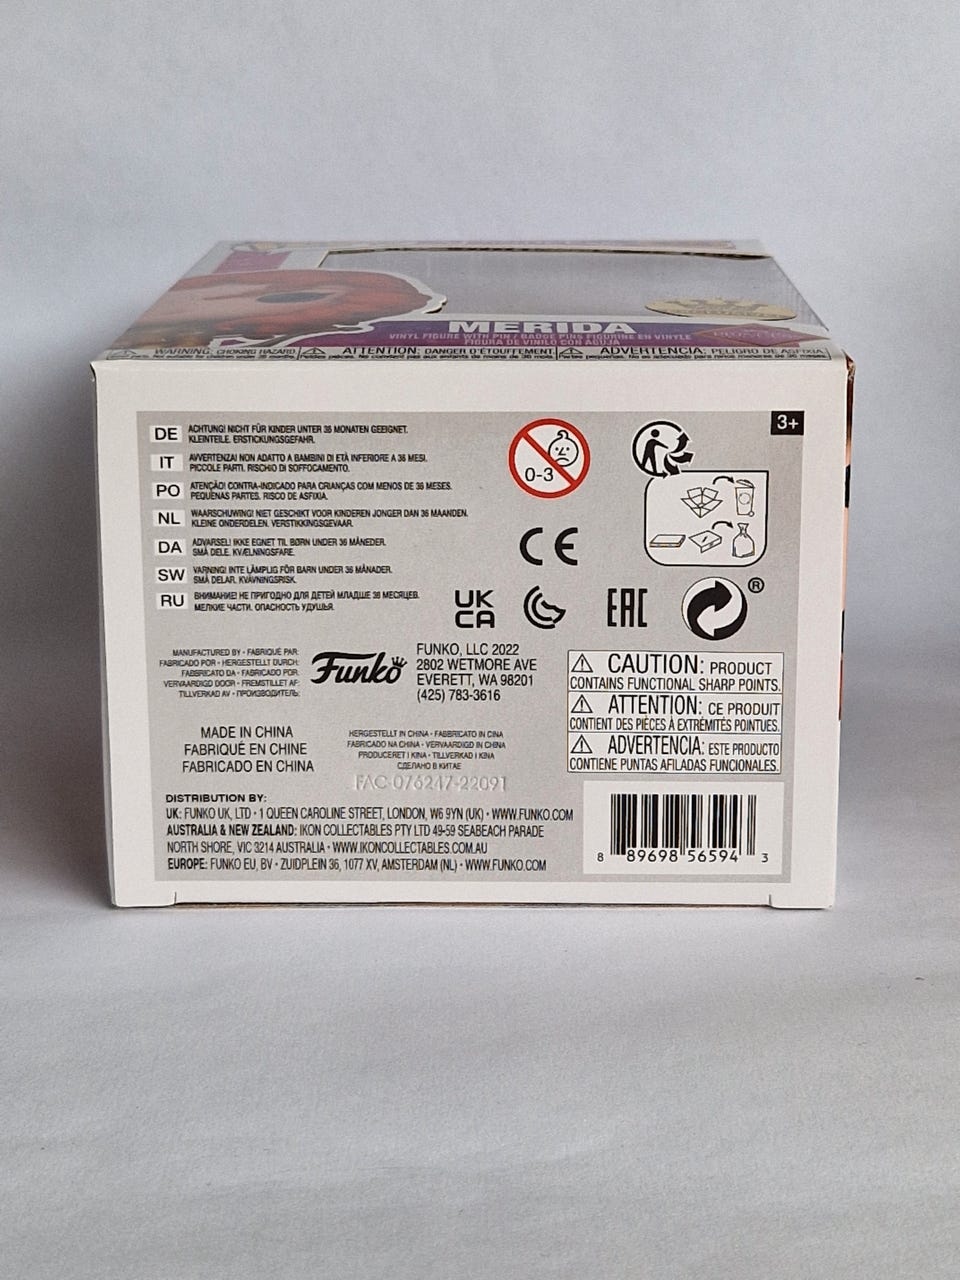 MERIDA
VINYL FIGURE WITH PIN / BADGE PINS FIGURINE EN VINYLE
FIGURA DE VINILO CON AGUJA
WARNING: CHOKING HAZARD
ATTENTION: DANGER D'ÉTOUFFEMENT.
ADVERTENCIA: PELIGRO DE ASFIXIA.
3+
DE ACHTUNG! NICHT FÜR KINDER UNTER 36 MONATEN GEEIGNET.
KLEINTEILE. ERSTICKUNGSGEFAHR.
IT AVVERTENZA! NON ADATTO A BAMBINI DI ETÀ INFERIORE A 36 MESI.
PICCOLE PARTI. RISCHIO DI SOFFOCAMENTO.
PO ATENÇÃO! CONTRA-INDICADO PARA CRIANÇAS COM MENOS DE 36 MESES.
PEQUENAS PARTES. RISCO DE ASFIXIA.
NL WAARSCHUWING! NIET GESCHIKT VOOR KINDEREN JONGER DAN 36 MAANDEN.
KLEINE ONDERDELEN. VERSTIKKINGSGEVAAR.
DA ADVARSEL! IKKE EGNET TIL BØRN UNDER 36 MÅNEDER.
SMÅ DELE. KVÆLNINGSFARE.
SW VARNING! INTE LÄMPLIG FÖR BARN UNDER 36 MÅNADER.
SMÅ DELAR. KVÄVNINGSRISK.
RU ВНИМАНИЕ! НЕ ПРИГОДНО ДЛЯ ДЕТЕЙ МЛАДШЕ 36 МЕСЯЦЕВ.
МЕЛКИЕ ЧАСТИ. ОПАСНОСТЬ УДУШЬЯ.
0-3
CE
UK
CA
EAC
®
MANUFACTURED BY • FABRIQUÉ PAR:
FABRICADO POR • HERGESTELLT DURCH:
FABRICATO DA • FABRICADO POR:
VERVAARDIGD DOOR • FREMSTILLET AF:
TILLVERKAD AV • ПРОИЗВОДИТЕЛЬ:
Funko
FUNKO, LLC 2022
2802 WETMORE AVE
EVERETT, WA 98201
(425) 783-3616
CAUTION: PRODUCT
CONTAINS FUNCTIONAL SHARP POINTS.
ATTENTION: CE PRODUIT
CONTIENT DES PIÈCES À EXTRÉMITÉS POINTUES.
ADVERTENCIA: ESTE PRODUCTO
CONTIENE PUNTAS AFILADAS FUNCIONALES.
MADE IN CHINA
FABRIQUÉ EN CHINE
FABRICADO EN CHINA
HERGESTELLT IN CHINA • FABBRICATO IN CINA
FABRICADO NA CHINA • VERVAARDIGD IN CHINA
PRODUCERET I KINA • TILLVERKAD I KINA
СДЕЛАНО В КИТАЕ
FAC-076247-22091
DISTRIBUTION BY:
UK: FUNKO UK, LTD • 1 QUEEN CAROLINE STREET, LONDON, W6 9YN (UK) • WWW.FUNKO.COM
AUSTRALIA & NEW ZEALAND: IKON COLLECTABLES PTY LTD 49-59 SEABEACH PARADE
NORTH SHORE, VIC 3214 AUSTRALIA • WWW.IKONCOLLECTABLES.COM.AU
EUROPE: FUNKO EU, BV • ZUIDPLEIN 36, 1077 XV, AMSTERDAM (NL) • WWW.FUNKO.COM
8 89698 56594 3